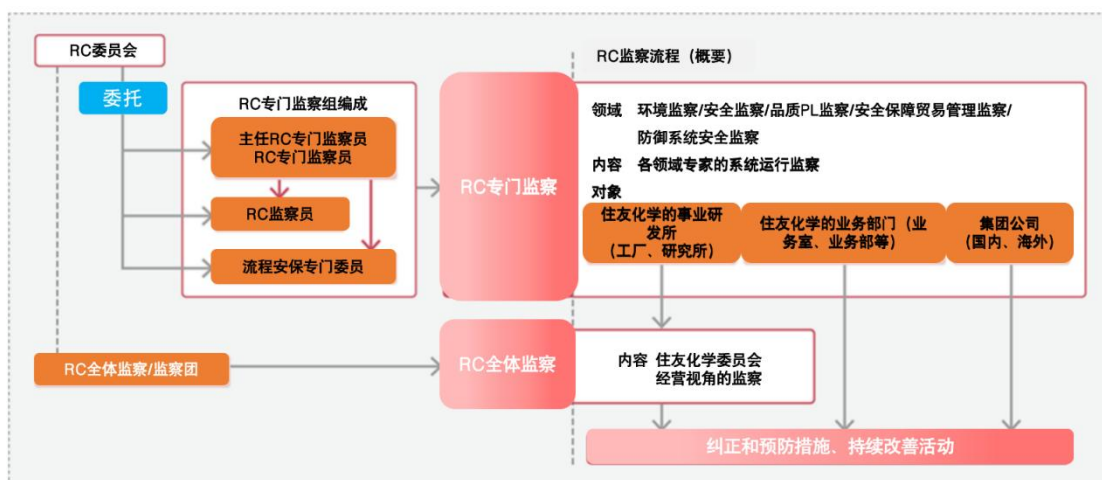 RC委员会
委托
RC专门监察组编成
主任RC专门监察员
RC专门监察员
RC监察员
流程安保专门委员
RC专门监察
RC监察流程（概要）
领域 环境监察/安全监察/品质PL监察/安全保障贸易管理监察/
防御系统安全监察
内容 各领域专家的系统运行监察
对象
住友化学的事业研
发所
（工厂、研究所）
住友化学的业务部门（业
务室、业务部等）
集团公司
（国内、海外）
RC全体监察/监察团
RC全体监察
内容 住友化学委员会
经营视角的监察
纠正和预防措施、持续改善活动